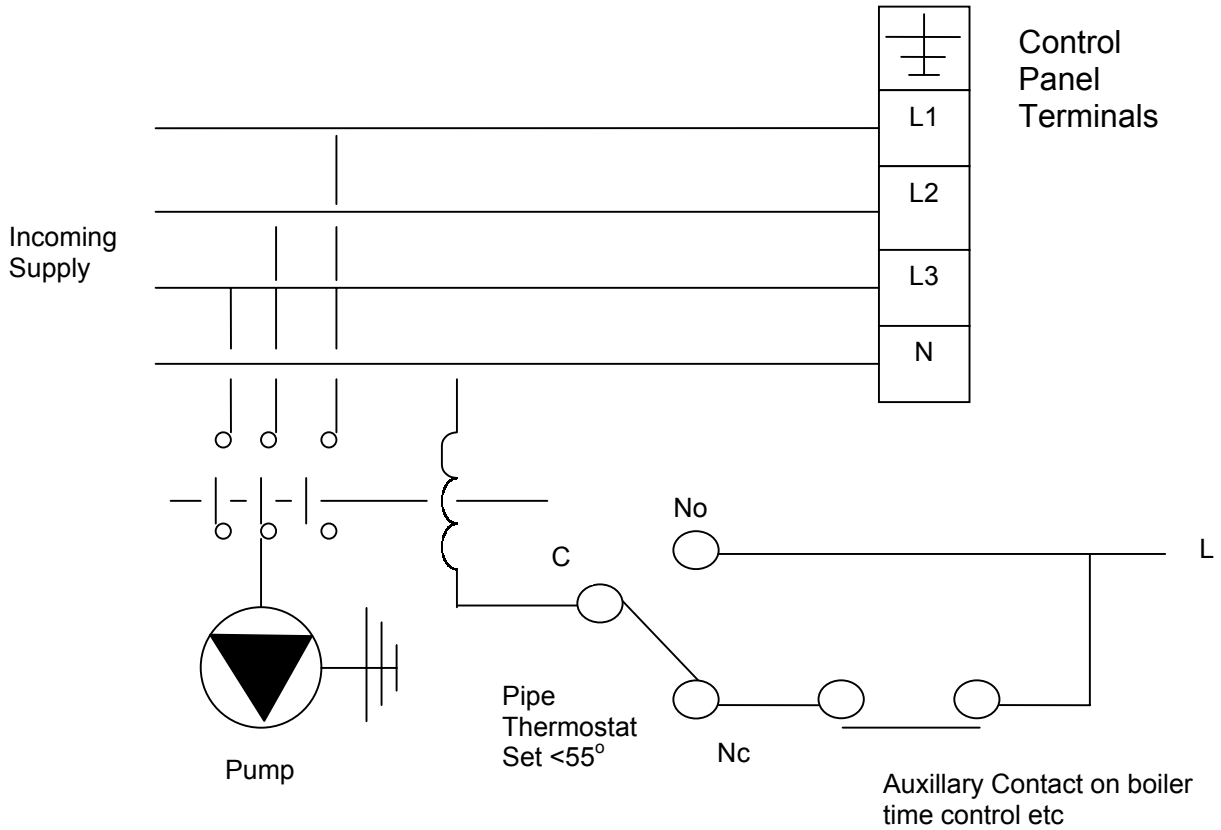 Control
Panel
Terminals
L1
L2
L3
N
Incoming
Supply
No
L
C
Pipe
Thermostat
Set <55°
Nc
Pump
Auxillary Contact on boiler
time control etc